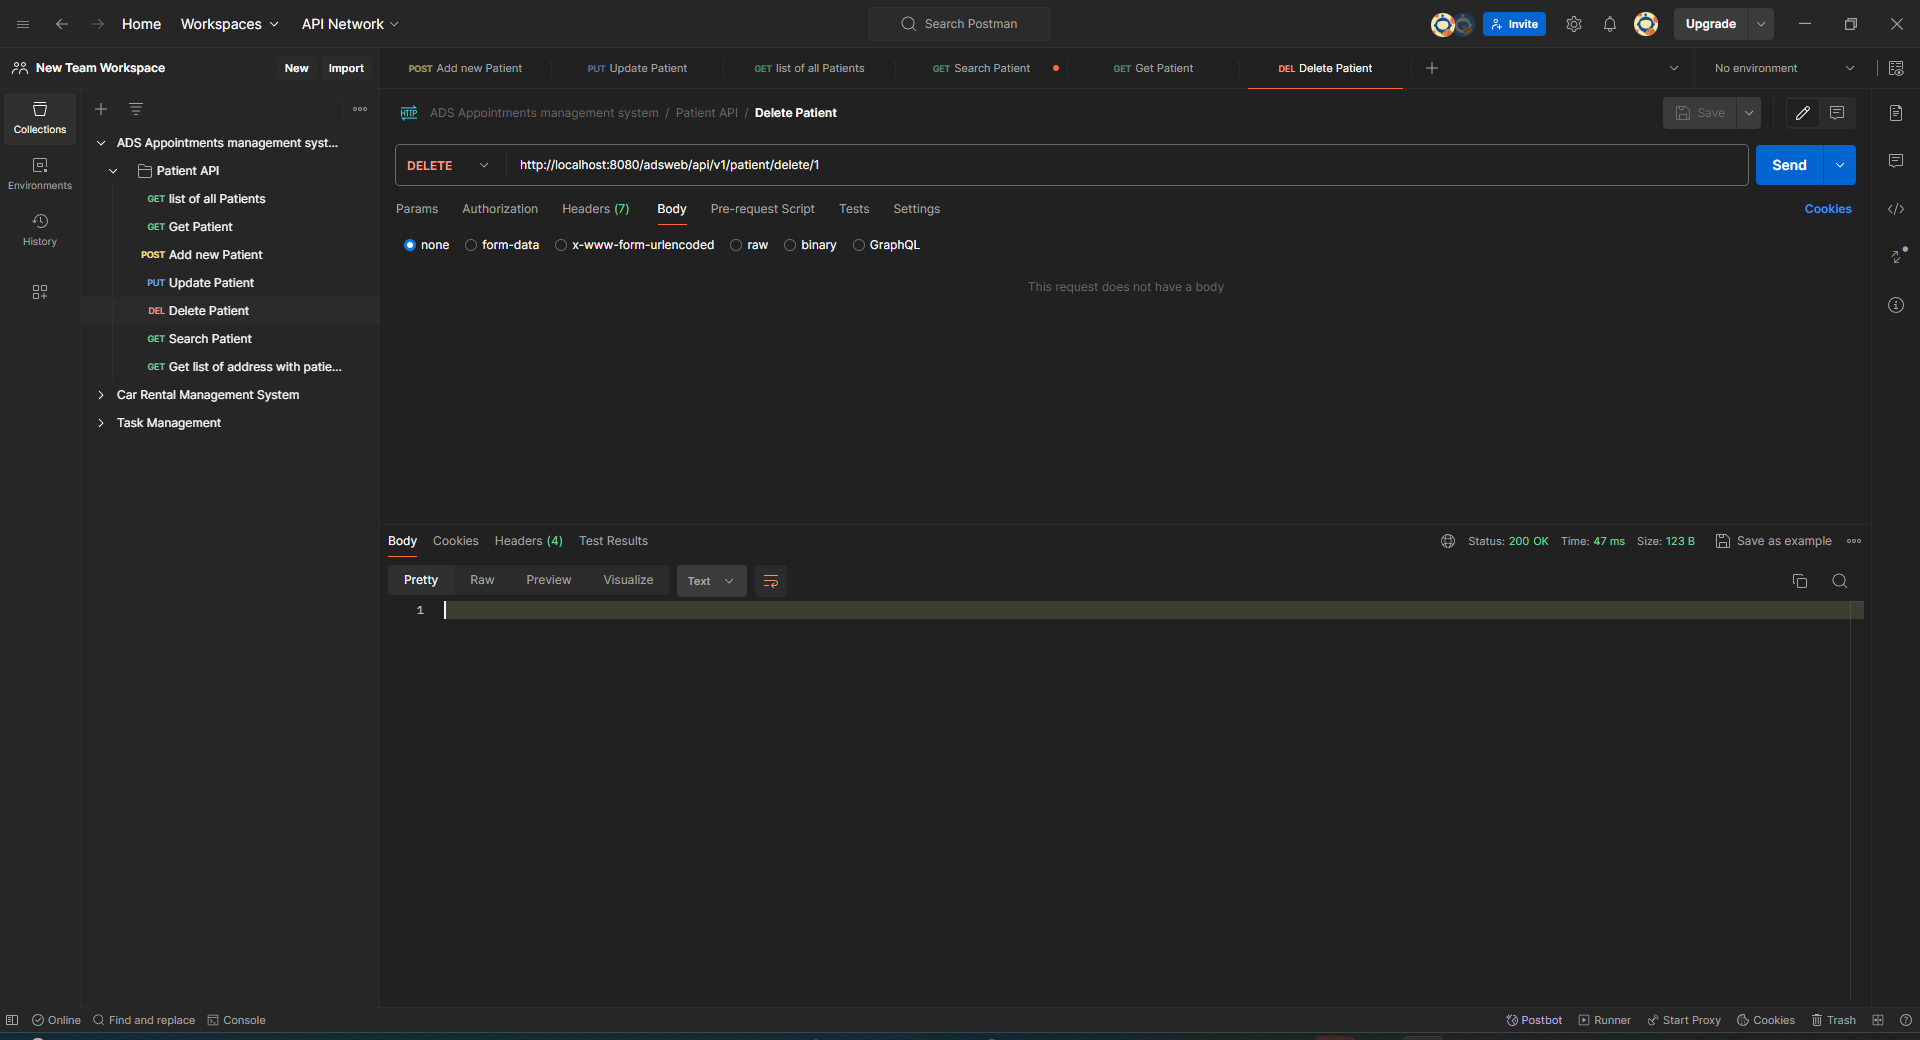 Home Workspaces API Network Search Postman Invite Upgrade
New Team Workspace New Import POST Add new Patient PUT Update Patient GET list of all Patients GET Search Patient GET Get Patient DEL Delete Patient No environment
Collections
Environments
History
ADS Appointments management syst...
Patient API
GET list of all Patients
GET Get Patient
POST Add new Patient
PUT Update Patient
DEL Delete Patient
GET Search Patient
GET Get list of address with patie...
Car Rental Management System
Task Management
HTTP ADS Appointments management system / Patient API / Delete Patient Save
DELETE http://localhost:8080/adsweb/api/v1/patient/delete/1 Send
Params Authorization Headers (7) Body Pre-request Script Tests Settings Cookies
none form-data x-www-form-urlencoded raw binary GraphQL
This request does not have a body
Body Cookies Headers (4) Test Results Status: 200 OK Time: 47 ms Size: 123 B Save as example
Pretty Raw Preview Visualize Text
1
Online Find and replace Console Postbot Runner Start Proxy Cookies Trash